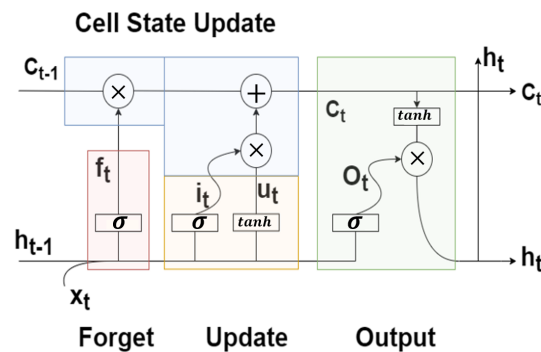 Cell State Update
C_{t-1}
×
+
C_t
h_t
C_t
tanh
×
×
f_t
i_t
u_t
O_t
σ
σ
tanh
σ
h_{t-1}
h_t
x_t
Forget
Update
Output